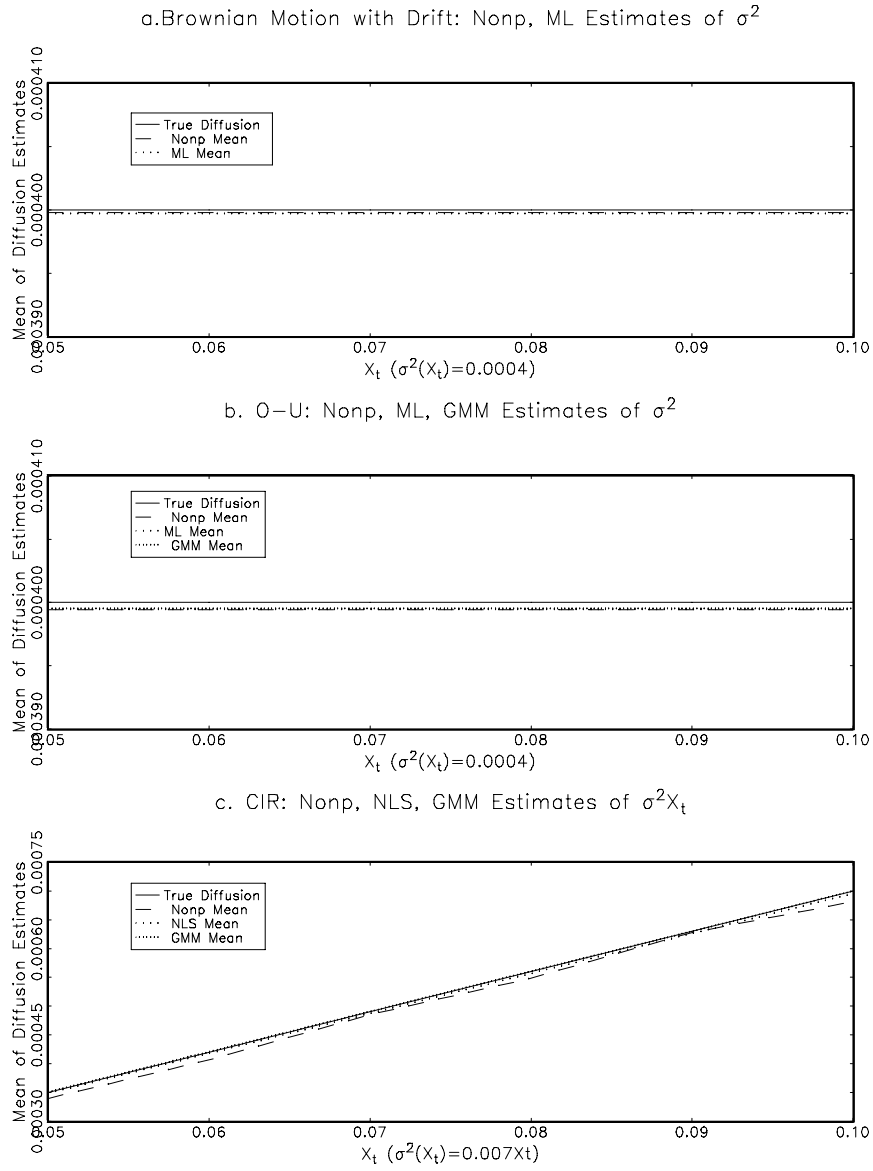 a.Brownian Motion with Drift: Nonp, ML Estimates of σ²
Mean of Diffusion Estimates
0.000410
0.000400
0.000390
True Diffusion
Nonp Mean
ML Mean
0.05 0.06 0.07 0.08 0.09 0.10
Xₜ (σ²(Xₜ)=0.0004)
b. O-U: Nonp, ML, GMM Estimates of σ²
Mean of Diffusion Estimates
0.000410
0.000400
0.000390
True Diffusion
Nonp Mean
ML Mean
GMM Mean
0.05 0.06 0.07 0.08 0.09 0.10
Xₜ (σ²(Xₜ)=0.0004)
c. CIR: Nonp, NLS, GMM Estimates of σ²Xₜ
Mean of Diffusion Estimates
0.00075
0.00060
0.00045
0.00030
True Diffusion
Nonp Mean
NLS Mean
GMM Mean
0.05 0.06 0.07 0.08 0.09 0.10
Xₜ (σ²(Xₜ)=0.007Xt)